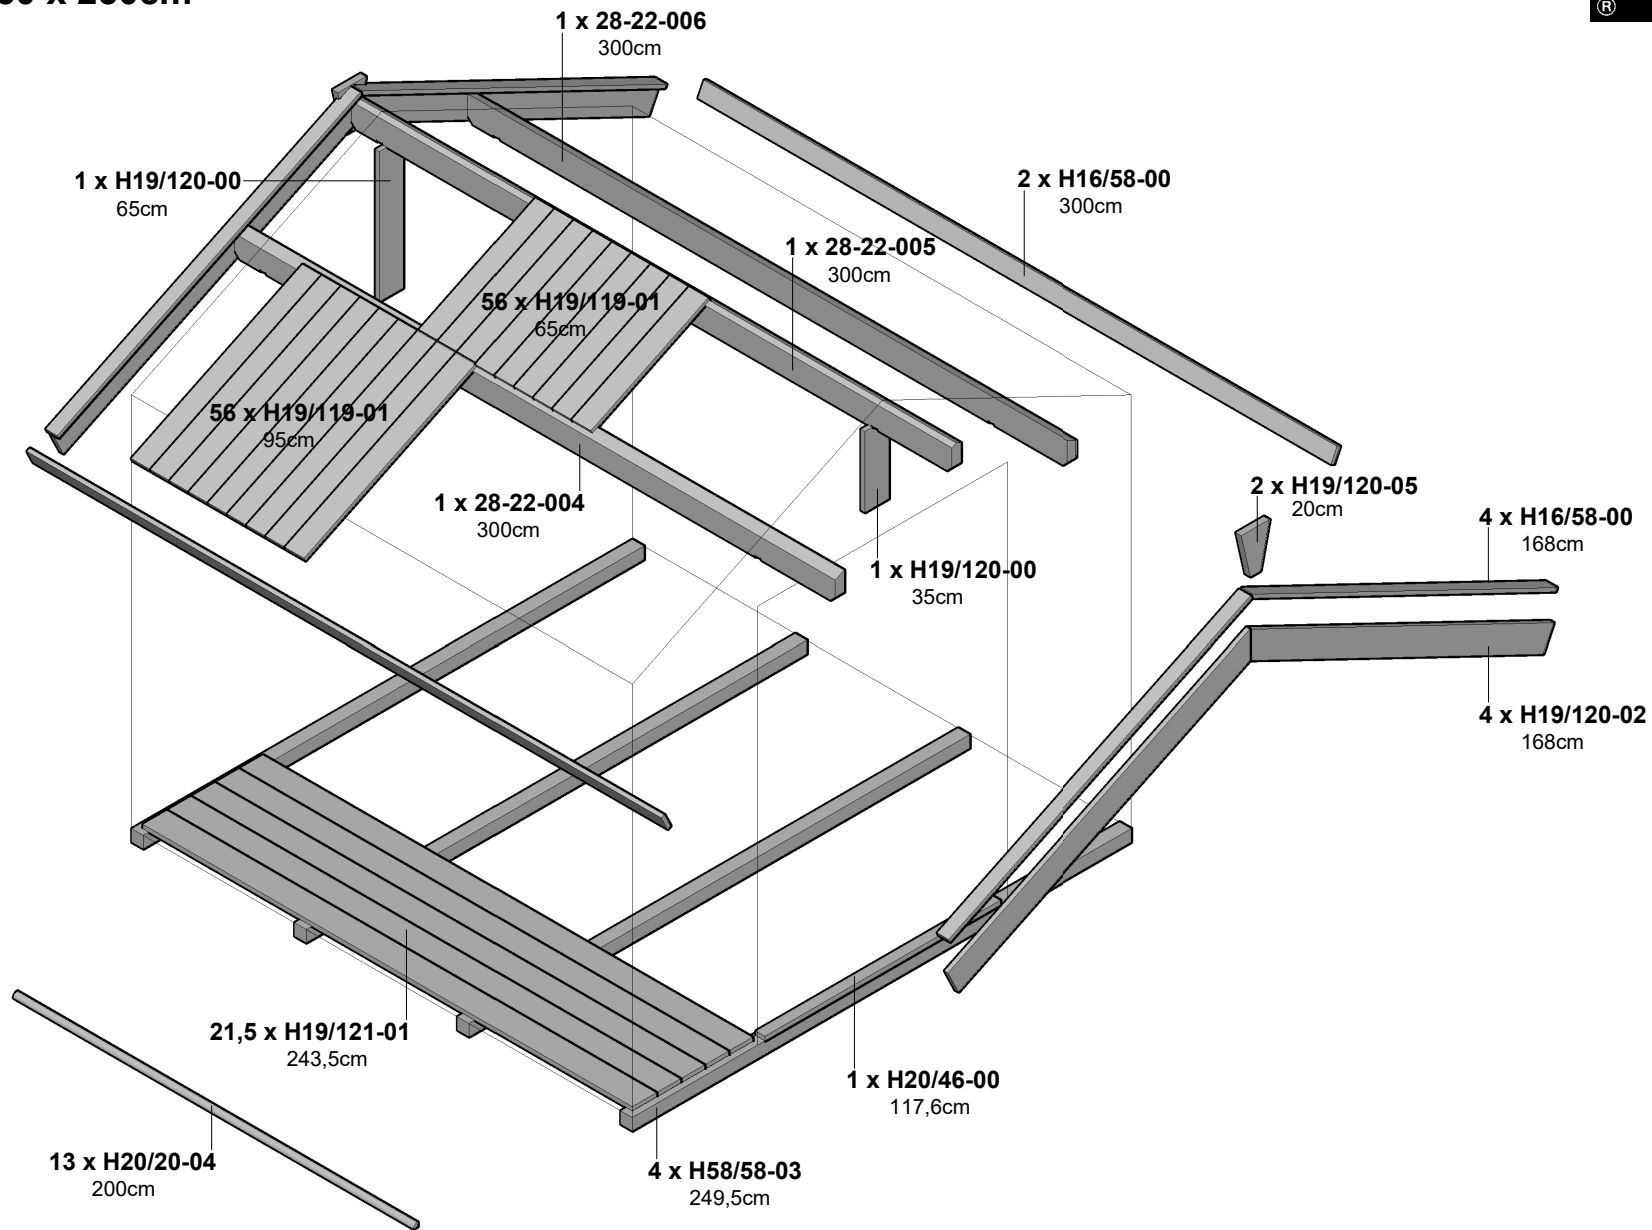 1 x 28-22-006
300cm
1 x H19/120-00
65cm
2 x H16/58-00
300cm
1 x 28-22-005
300cm
56 x H19/119-01
65cm
56 x H19/119-01
95cm
1 x 28-22-004
300cm
2 x H19/120-05
20cm
4 x H16/58-00
168cm
1 x H19/120-00
35cm
4 x H19/120-02
168cm
21,5 x H19/121-01
243,5cm
1 x H20/46-00
117,6cm
13 x H20/20-04
200cm
4 x H58/58-03
249,5cm
®